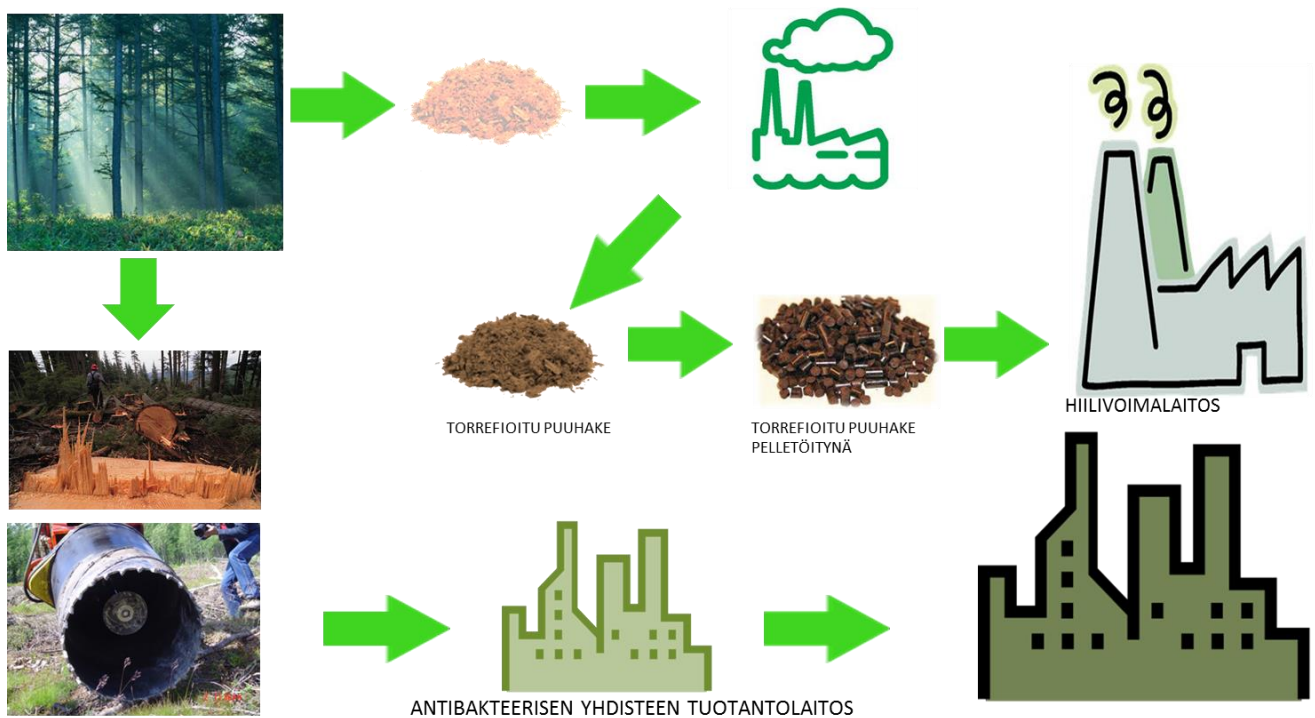 HIILIVOIMALAITOS
TORREFIOITU PUUHAKE
TORREFIOITU PUUHAKE
PELLETÖITYNÄ
ANTIBAKTEERISEN YHDISTEEN TUOTANTOLAITOS